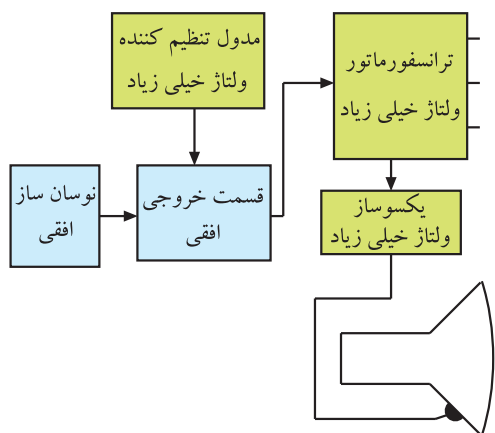 مدول تنظیم کننده
ولتاژ خیلی زیاد
ترانسفورماتور
ولتاژ خیلی زیاد
نوسان ساز
افقی
قسمت خروجی
افقی
یکسوساز
ولتاژ خیلی زیاد